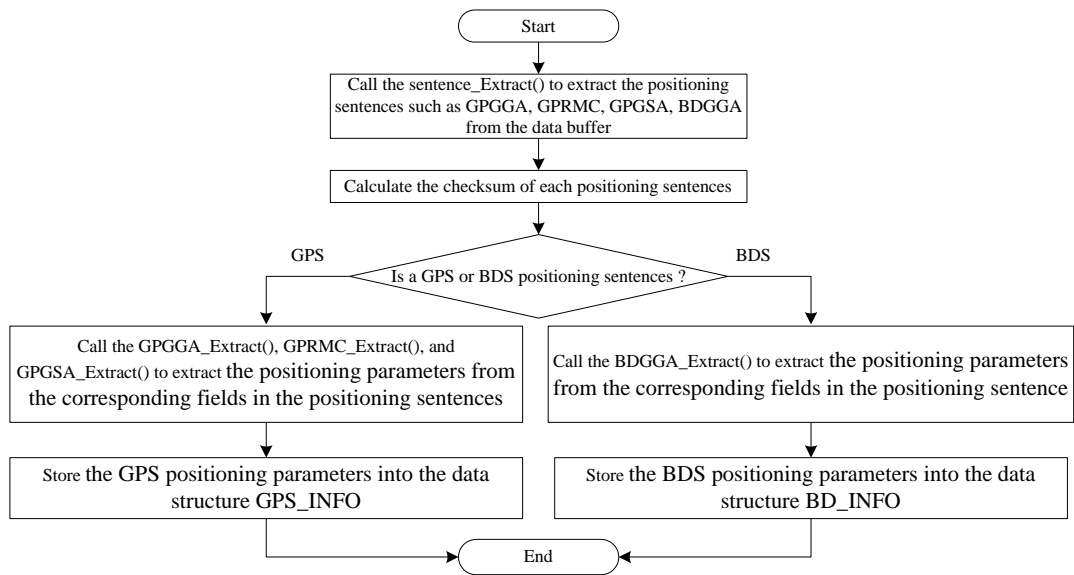 Start
Call the sentence_Extract() to extract the positioning
sentences such as GPGGA, GPRMC, GPGSA, BDGGA
from the data buffer
Calculate the checksum of each positioning sentences
GPS
BDS
Is a GPS or BDS positioning sentences ?
Call the GPGGA_Extract(), GPRMC_Extract(), and
GPGSA_Extract() to extract the positioning parameters from
the corresponding fields in the positioning sentences
Call the BDGGA_Extract() to extract the positioning parameters
from the corresponding fields in the positioning sentence
Store the GPS positioning parameters into the data
structure GPS_INFO
Store the BDS positioning parameters into the data
structure BD_INFO
End